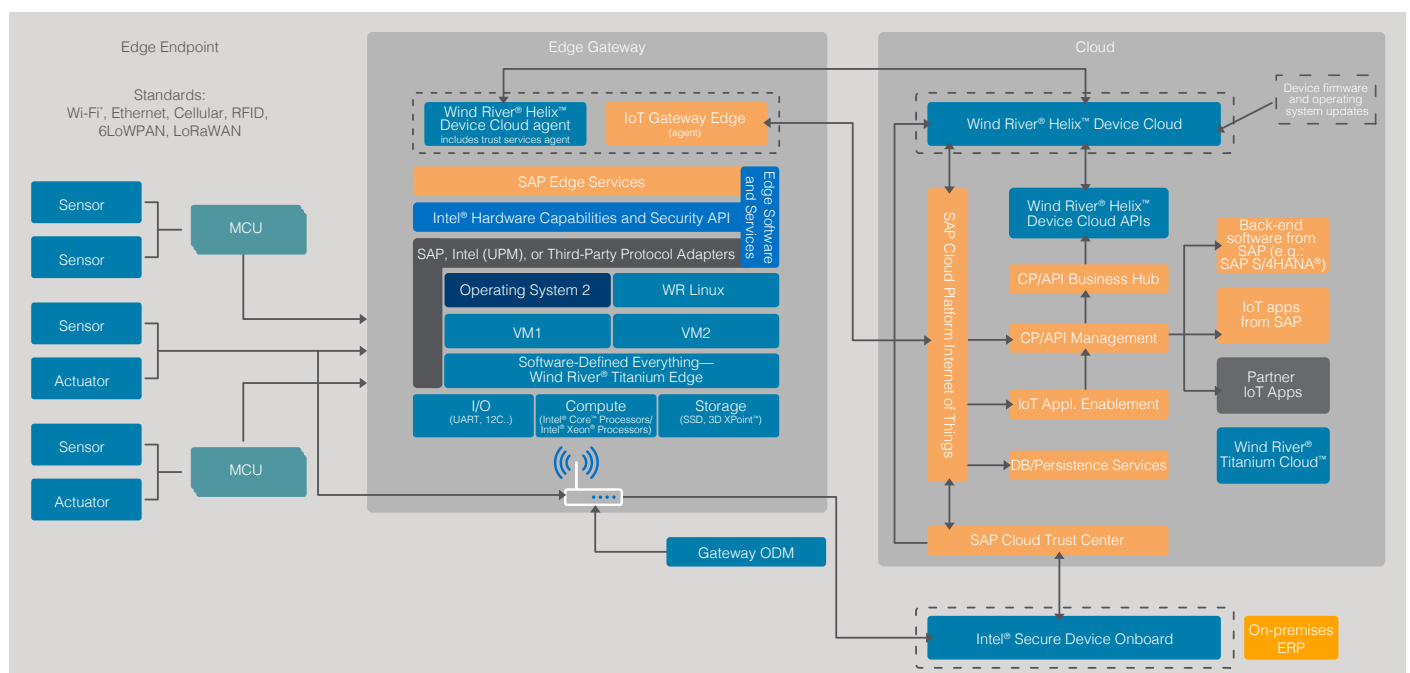 Edge Endpoint
Standards:
Wi-Fi*, Ethernet, Cellular, RFID,
6LoWPAN, LoRaWAN
Sensor
Sensor
MCU
Sensor
Actuator
Sensor
Actuator
MCU
Edge Gateway
Wind River® Helix™
Device Cloud agent
includes trust services agent
IoT Gateway Edge
(agent)
SAP Edge Services
Edge Software
and Services
Intel® Hardware Capabilities and Security API
SAP, Intel (UPM), or Third-Party Protocol Adapters
Operating System 2
WR Linux
VM1
VM2
Software-Defined Everything—
Wind River® Titanium Edge
I/O
(UART, 12C..)
Compute
(Intel® Core™ Processors/
Intel® Xeon® Processors)
Storage
(SSD, 3D XPoint™)
Gateway ODM
Cloud
Wind River® Helix™ Device Cloud
Device firmware
and operating
system updates
SAP Cloud Platform Internet of Things
Wind River® Helix™
Device Cloud APIs
CP/API Business Hub
CP/API Management
IoT Appl. Enablement
DB/Persistence Services
Back-end
software from
SAP (e.g.:
SAP S/4HANA®)
IoT apps
from SAP
Partner
IoT Apps
Wind River®
Titanium Cloud™
SAP Cloud Trust Center
Intel® Secure Device Onboard
On-premises
ERP